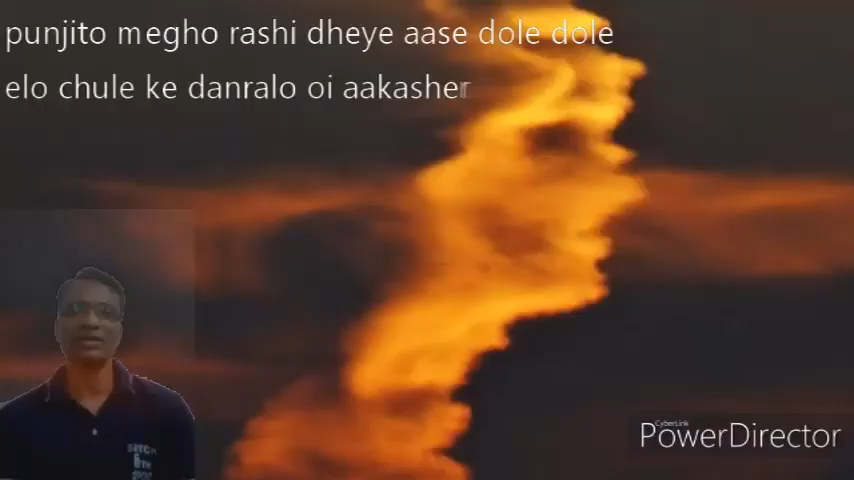 punjito megho rashi dheye aase dole dole
elo chule ke danralo oi aakasher
CyberLink
PowerDirector